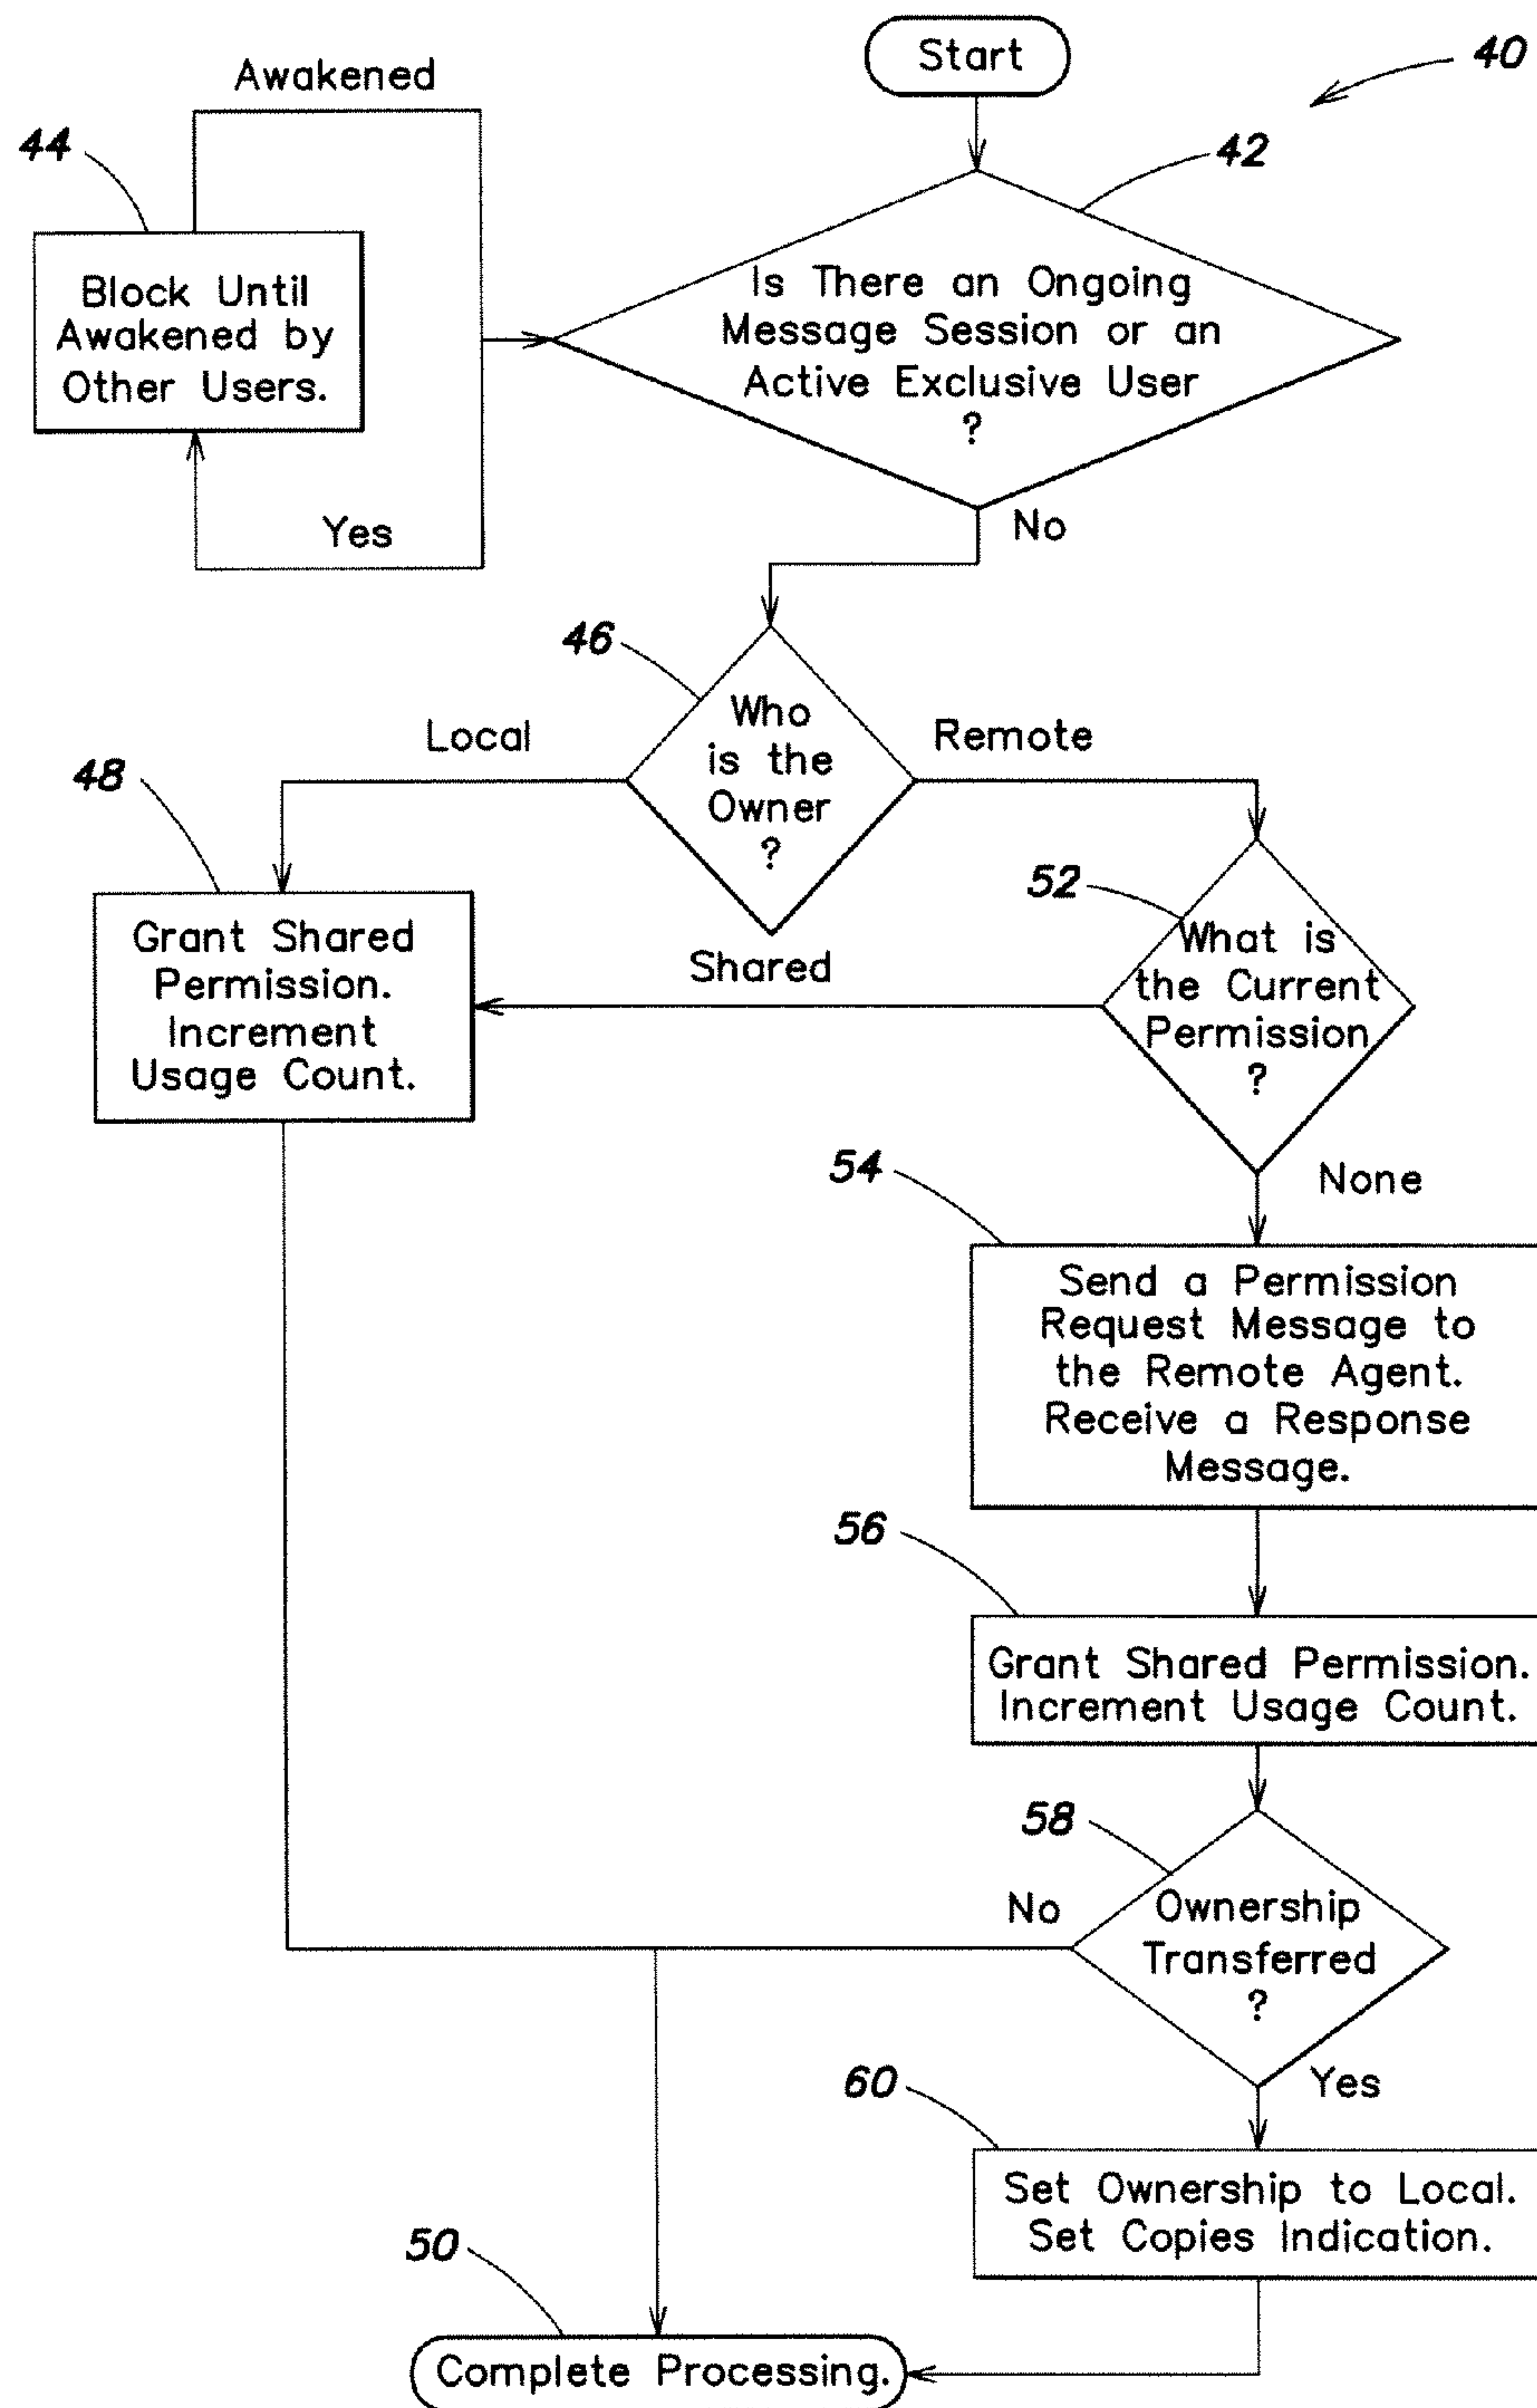 Start
40
Awakened
44
42
Block Until
Awakened by
Other Users.
Is There an Ongoing
Message Session or an
Active Exclusive User
?
Yes
No
46
Who
is the
Owner
?
Local
Remote
48
52
Grant Shared
Permission.
Increment
Usage Count.
Shared
What is
the Current
Permission
?
None
54
Send a Permission
Request Message to
the Remote Agent.
Receive a Response
Message.
56
Grant Shared Permission.
Increment Usage Count.
58
No
Ownership
Transferred
?
Yes
60
Set Ownership to Local.
Set Copies Indication.
50
Complete Processing.